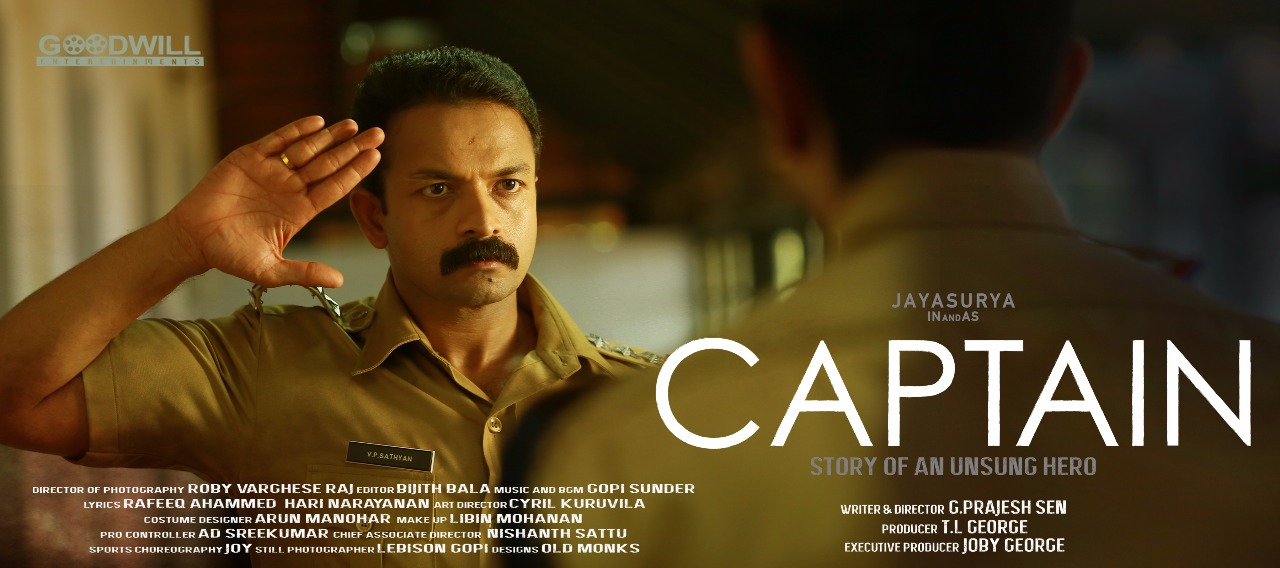 GOODWILL
ENTERTAINMENTS
V.P.SATHYAN
JAYASURYA
IN AND AS
CAPTAIN
STORY OF AN UNSUNG HERO
DIRECTOR OF PHOTOGRAPHY ROBY VARGHESE RAJ EDITOR BIJITH BALA MUSIC AND BGM GOPI SUNDER
LYRICS RAFEEQ AHAMMED HARI NARAYANAN ART DIRECTOR CYRIL KURUVILA
COSTUME DESIGNER ARUN MANOHAR MAKE UP LIBIN MOHANAN
PRO CONTROLLER AD SREEKUMAR CHIEF ASSOCIATE DIRECTOR NISHANTH SATTU
SPORTS CHOREOGRAPHY JOY STILL PHOTOGRAPHER LEBISON GOPI DESIGNS OLD MONKS
WRITER & DIRECTOR G.PRAJESH SEN
PRODUCER T.L GEORGE
EXECUTIVE PRODUCER JOBY GEORGE